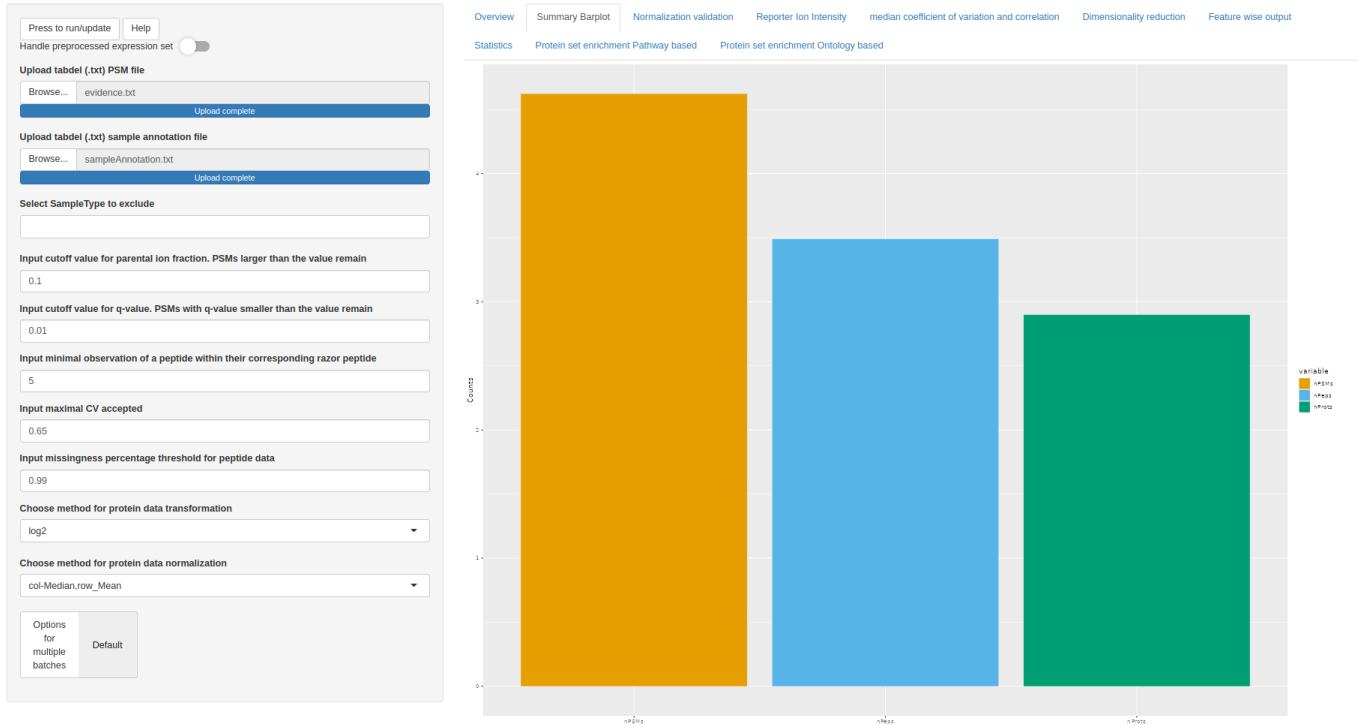 Press to run/update Help
Handle preprocessed expression set
Upload tabdel (.txt) PSM file
Browse... evidence.txt
Upload complete
Upload tabdel (.txt) sample annotation file
Browse... sampleAnnotation.txt
Upload complete
Select SampleType to exclude
Input cutoff value for parental ion fraction. PSMs larger than the value remain
0.1
Input cutoff value for q-value. PSMs with q-value smaller than the value remain
0.01
Input minimal observation of a peptide within their corresponding razor peptide
5
Input maximal CV accepted
0.65
Input missingness percentage threshold for peptide data
0.99
Choose method for protein data transformation
log2
Choose method for protein data normalization
col-Median,row_Mean
Options
for
multiple
batches
Default
Overview Summary Barplot Normalization validation Reporter Ion Intensity median coefficient of variation and correlation Dimensionality reduction Feature wise output
Statistics Protein set enrichment Pathway based Protein set enrichment Ontology based
Counts
4
3
2
1
0
nPSMs nPeps nProts
variable
nPSMs
nPeps
nProts